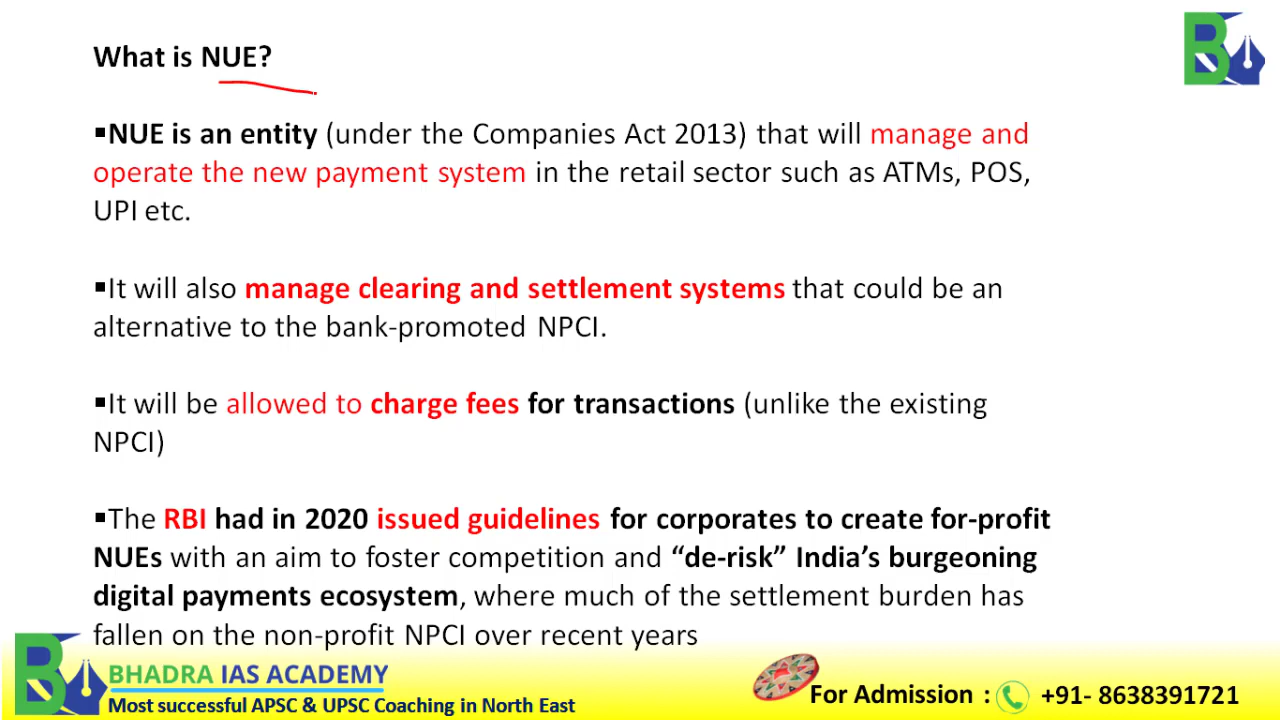 What is NUE?
▪NUE is an entity (under the Companies Act 2013) that will manage and
operate the new payment system in the retail sector such as ATMs, POS,
UPI etc.
▪It will also manage clearing and settlement systems that could be an
alternative to the bank-promoted NPCI.
▪It will be allowed to charge fees for transactions (unlike the existing
NPCI)
▪The RBI had in 2020 issued guidelines for corporates to create for-profit
NUEs with an aim to foster competition and “de-risk” India’s burgeoning
digital payments ecosystem, where much of the settlement burden has
fallen on the non-profit NPCI over recent years
BHADRA IAS ACADEMY
Most successful APSC & UPSC Coaching in North East
For Admission : +91- 8638391721